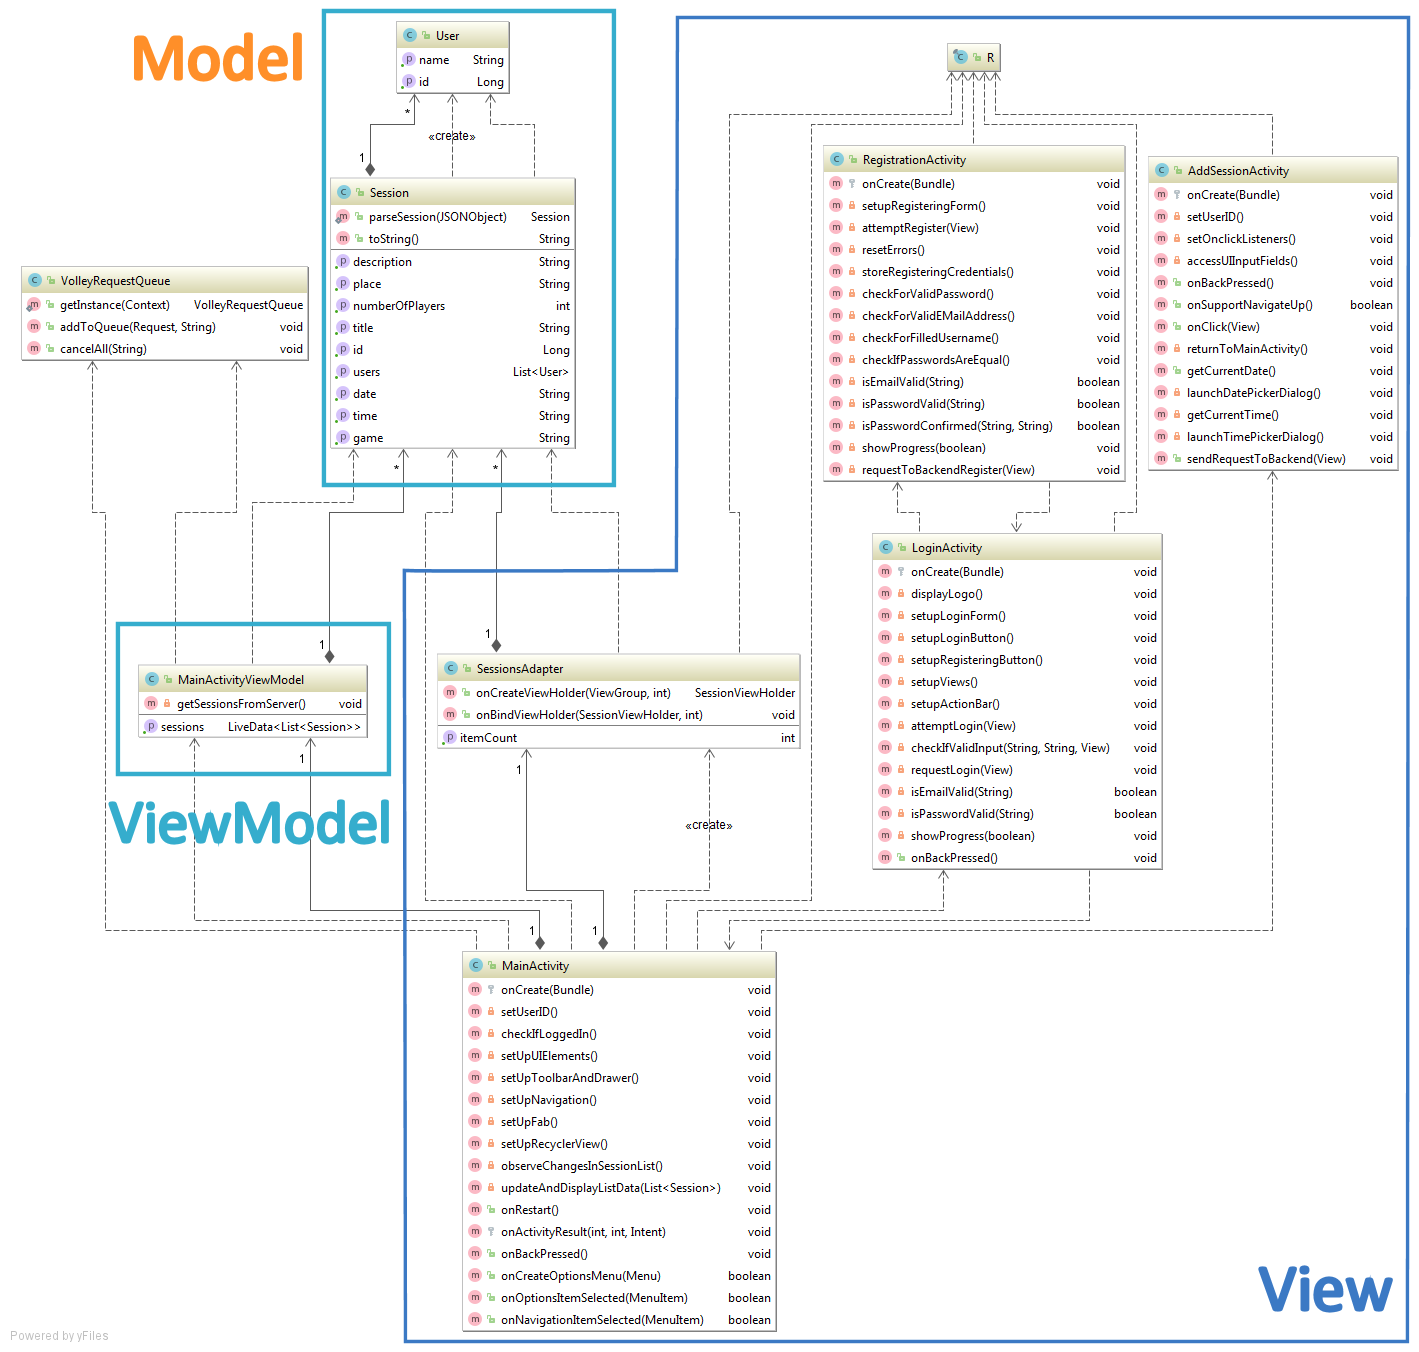 Model
User
name String
id Long
*
«create»
1
Session
parseSession(JSONObject) Session
toString() String
description String
place String
numberOfPlayers int
title String
id Long
users List<User>
date String
time String
game String
* *
VolleyRequestQueue
getInstance(Context) VolleyRequestQueue
addToQueue(Request, String) void
cancelAll(String) void
R
RegistrationActivity
onCreate(Bundle) void
setupRegisteringForm() void
attemptRegister(View) void
resetErrors() void
storeRegisteringCredentials() void
checkForValidPassword() void
checkForValidEMailAddress() void
checkForFilledUsername() void
checkIfPasswordsAreEqual() void
isEmailValid(String) boolean
isPasswordValid(String) boolean
isPasswordConfirmed(String, String) boolean
showProgress(boolean) void
requestToBackendRegister(View) void
AddSessionActivity
onCreate(Bundle) void
setUserID() void
setOnclickListeners() void
accessUIInputFields() void
onBackPressed() void
onSupportNavigateUp() boolean
onClick(View) void
returnToMainActivity() void
getCurrentDate() void
launchDatePickerDialog() void
getCurrentTime() void
launchTimePickerDialog() void
sendRequestToBackend(View) void
LoginActivity
onCreate(Bundle) void
displayLogo() void
setupLoginForm() void
setupLoginButton() void
setupRegisteringButton() void
setupViews() void
setupActionBar() void
attemptLogin(View) void
checkIfValidInput(String, String, View) void
requestLogin(View) void
isEmailValid(String) boolean
isPasswordValid(String) boolean
showProgress(boolean) void
onBackPressed() void
1
MainActivityViewModel
getSessionsFromServer() void
sessions LiveData<List<Session>>
1
ViewModel
1
SessionsAdapter
onCreateViewHolder(ViewGroup, int) SessionViewHolder
onBindViewHolder(SessionViewHolder, int) void
itemCount int
1
«create»
1 1
MainActivity
onCreate(Bundle) void
setUserID() void
checkIfLoggedIn() void
setUpUIElements() void
setUpToolbarAndDrawer() void
setUpNavigation() void
setUpFab() void
setUpRecyclerView() void
observeChangesInSessionList() void
updateAndDisplayListData(List<Session>) void
onRestart() void
onActivityResult(int, int, Intent) void
onBackPressed() void
onCreateOptionsMenu(Menu) boolean
onOptionsItemSelected(MenuItem) boolean
onNavigationItemSelected(MenuItem) boolean
View
Powered by yFiles